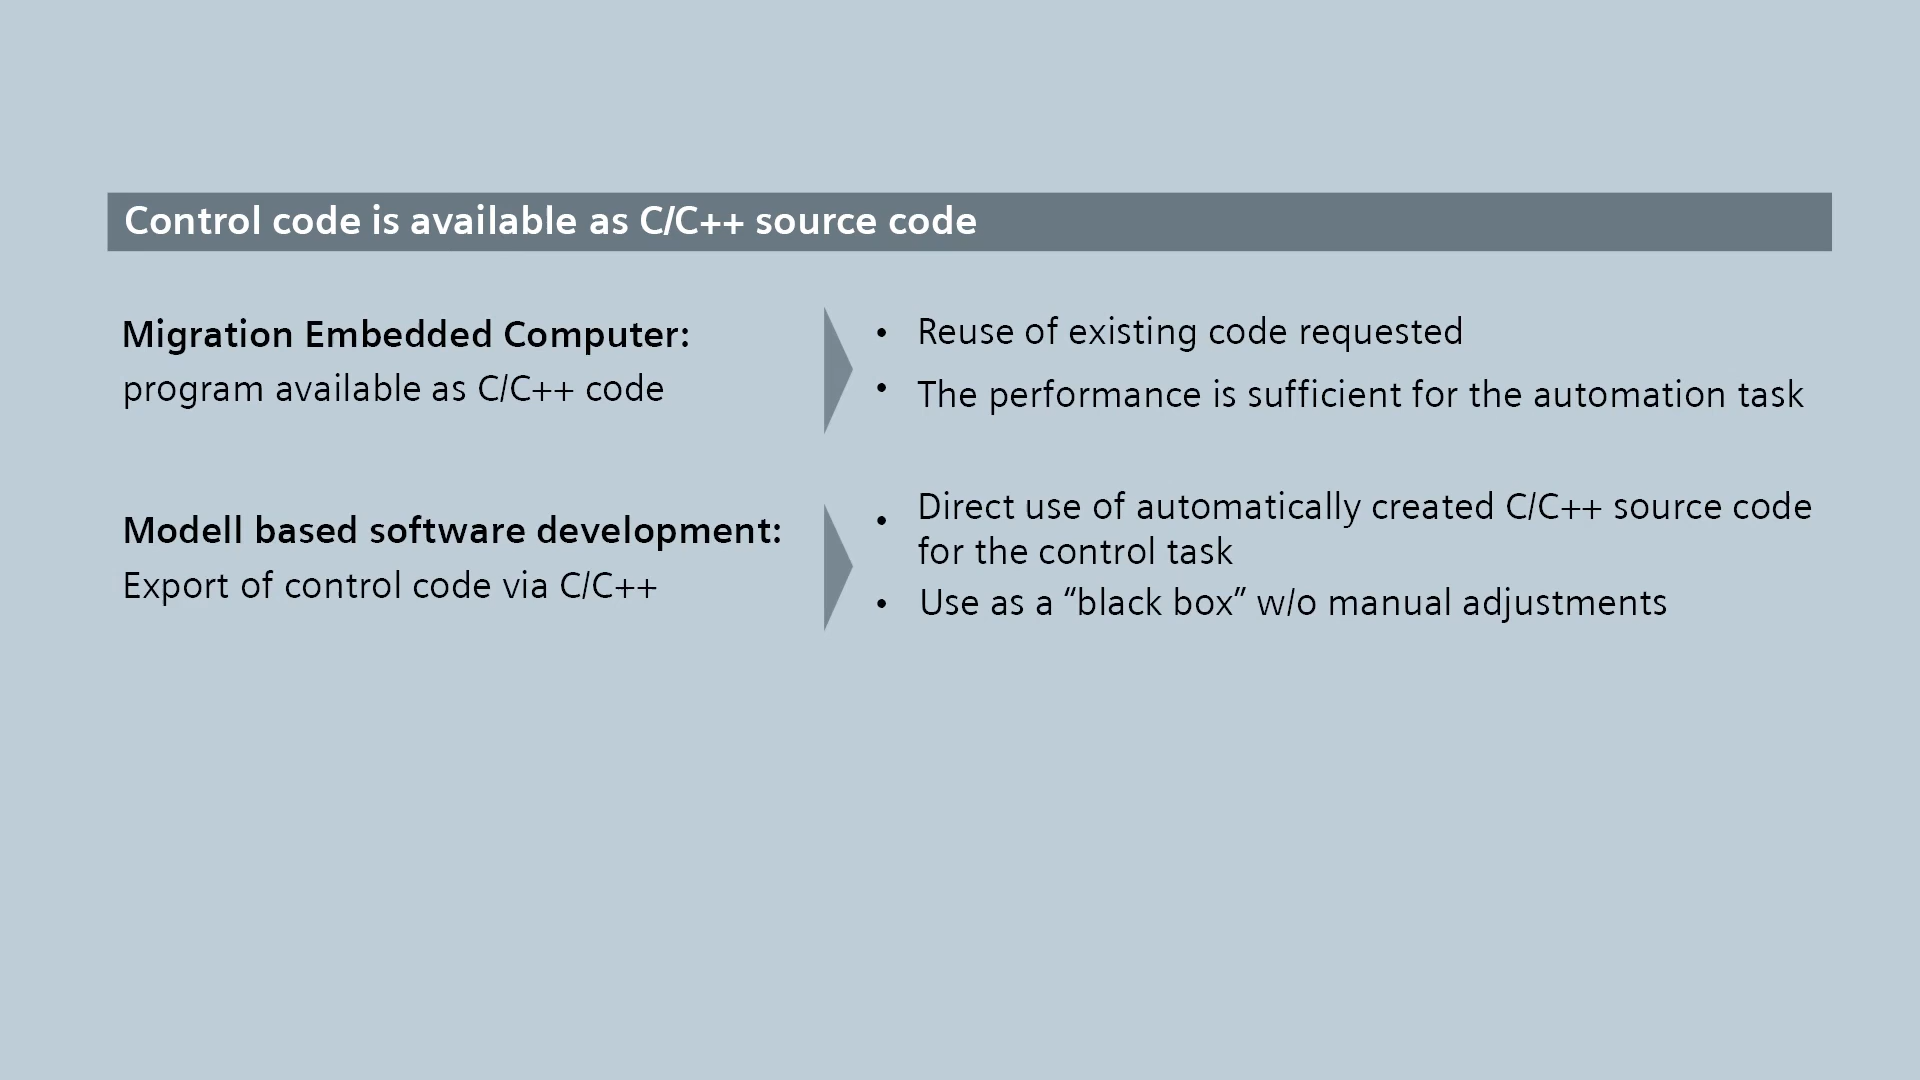 Control code is available as C/C++ source code
Migration Embedded Computer:
program available as C/C++ code
• Reuse of existing code requested
• The performance is sufficient for the automation task
Modell based software development:
Export of control code via C/C++
• Direct use of automatically created C/C++ source code
for the control task
• Use as a “black box” w/o manual adjustments